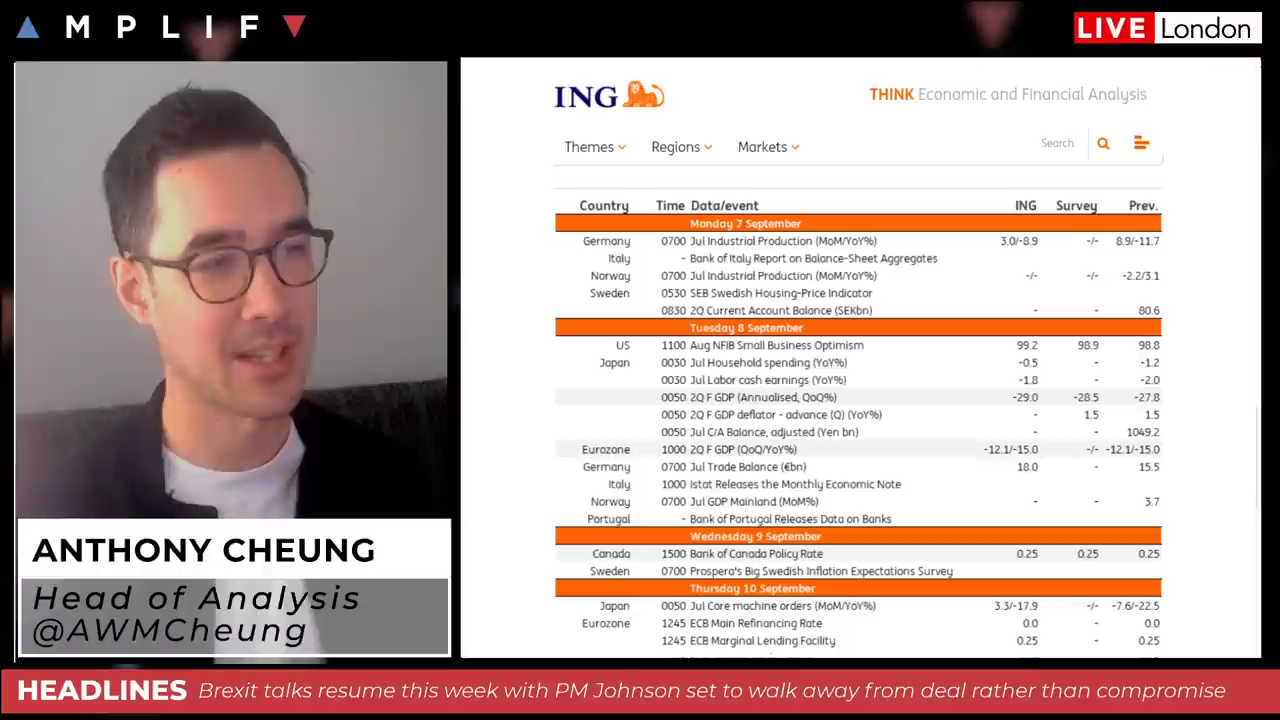 AMPLIFY
LIVE London
ING
THINK Economic and Financial Analysis
Themes Regions Markets Search
Country Time Data/event ING Survey Prev.
Monday 7 September
Germany 0700 Jul Industrial Production (MoM/YoY%) 3.0/-8.9 -/- 8.9/-11.7
Italy - Bank of Italy Report on Balance-Sheet Aggregates
Norway 0700 Jul Industrial Production (MoM/YoY%) -/- -2.2/3.1
Sweden 0530 SEB Swedish Housing-Price Indicator
0830 2Q Current Account Balance (SEKbn) - - 80.6
Tuesday 8 September
US 1100 Aug NFIB Small Business Optimism 99.2 98.9 98.8
Japan 0030 Jul Household spending (YoY%) -0.5 - -1.2
0030 Jul Labor cash earnings (YoY%) -1.8 - -2.0
0050 2Q F GDP (Annualised, QoQ%) -29.0 -28.5 -27.8
0050 2Q F GDP deflator - advance (Q) (YoY%) - 1.5 1.5
0050 Jul C/A Balance, adjusted (Yen bn) - - 1049.2
Eurozone 1000 2Q F GDP (QoQ/YoY%) -12.1/-15.0 -/- -12.1/-15.0
Germany 0700 Jul Trade Balance (€bn) 18.0 - 15.5
Italy 1000 Istat Releases the Monthly Economic Note
Norway 0700 Jul GDP Mainland (MoM%) - - 3.7
Portugal - Bank of Portugal Releases Data on Banks
Wednesday 9 September
Canada 1500 Bank of Canada Policy Rate 0.25 0.25 0.25
Sweden 0700 Prospera's Big Swedish Inflation Expectations Survey
Thursday 10 September
Japan 0050 Jul Core machine orders (MoM/YoY%) 3.3/-17.9 -/- -7.6/-22.5
Eurozone 1245 ECB Main Refinancing Rate 0.0 - 0.0
1245 ECB Marginal Lending Facility 0.25 - 0.25
ANTHONY CHEUNG
Head of Analysis
@AWMCheung
HEADLINES Brexit talks resume this week with PM Johnson set to walk away from deal rather than compromise